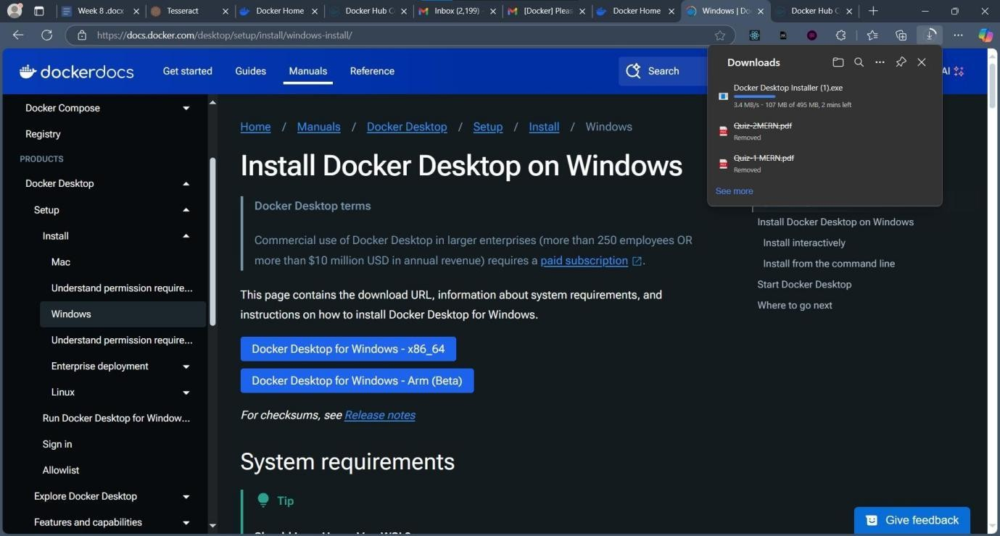 Week 8 .docx
Tesseract
Docker Home
Docker Hub C
Inbox (2,199) -
[Docker] Pleas
Docker Home
Windows | Do
Docker Hub C
https://docs.docker.com/desktop/setup/install/windows-install/
dockerdocs
Get started
Guides
Manuals
Reference
Search
AI
Downloads
Docker Desktop Installer (1).exe
3.4 MB/s - 107 MB of 495 MB, 2 mins left
Quiz-2MERN.pdf
Removed
Quiz-1 MERN.pdf
Removed
See more
Docker Compose
Registry
PRODUCTS
Docker Desktop
Setup
Install
Mac
Understand permission require...
Windows
Understand permission require...
Enterprise deployment
Linux
Run Docker Desktop for Window...
Sign in
Allowlist
Explore Docker Desktop
Features and capabilities
Home / Manuals / Docker Desktop / Setup / Install / Windows
Install Docker Desktop on Windows
Docker Desktop terms
Commercial use of Docker Desktop in larger enterprises (more than 250 employees OR
more than $10 million USD in annual revenue) requires a paid subscription.
This page contains the download URL, information about system requirements, and
instructions on how to install Docker Desktop for Windows.
Docker Desktop for Windows - x86_64
Docker Desktop for Windows - Arm (Beta)
For checksums, see Release notes
System requirements
Tip
Install Docker Desktop on Windows
Install interactively
Install from the command line
Start Docker Desktop
Where to go next
Give feedback